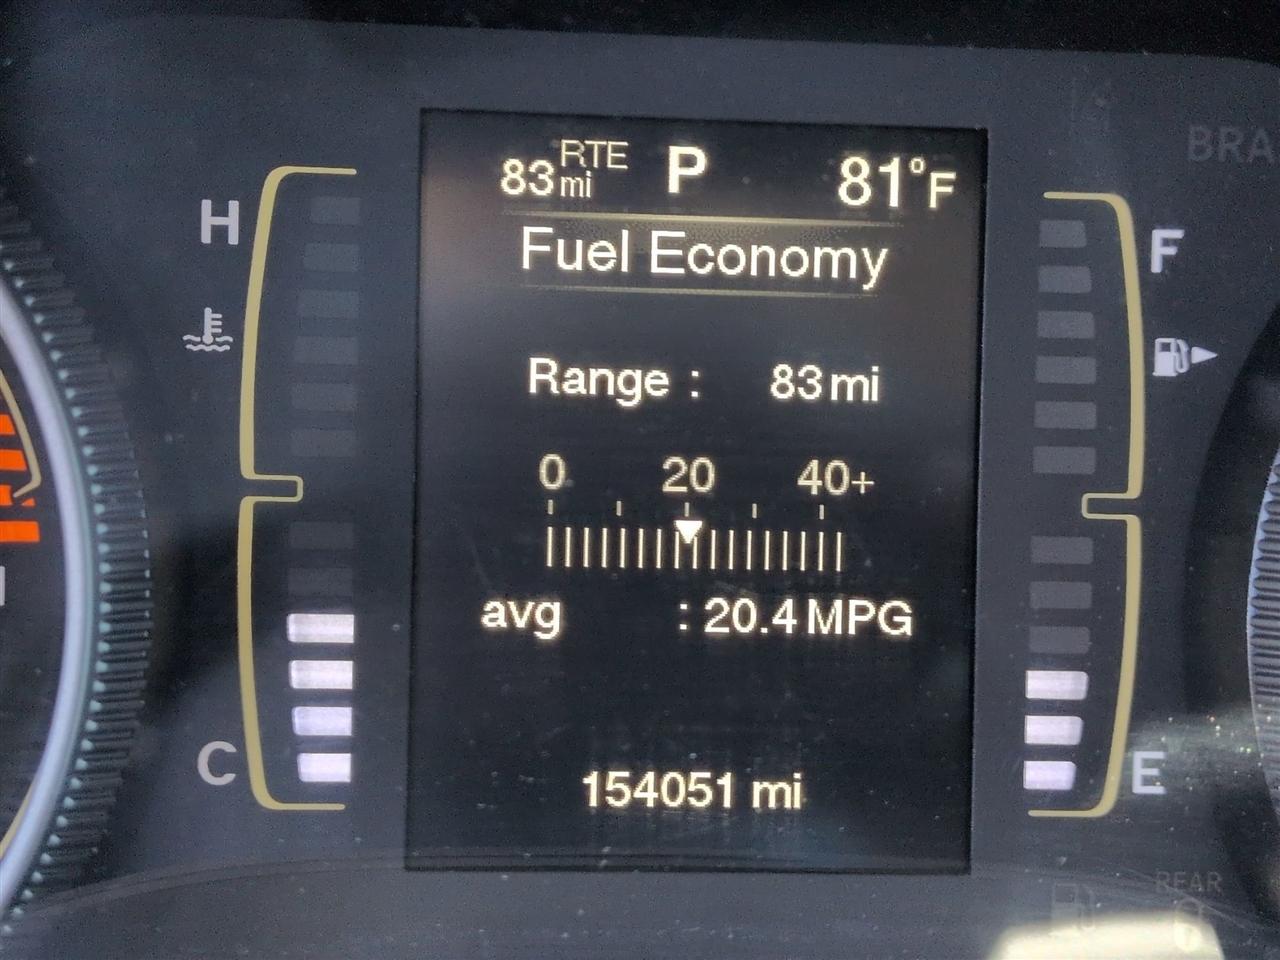 RTE
83 mi P 81°F
Fuel Economy
Range : 83 mi
0 20 40+
avg : 20.4 MPG
154051 mi
H
C
F
E
BRA
REAR